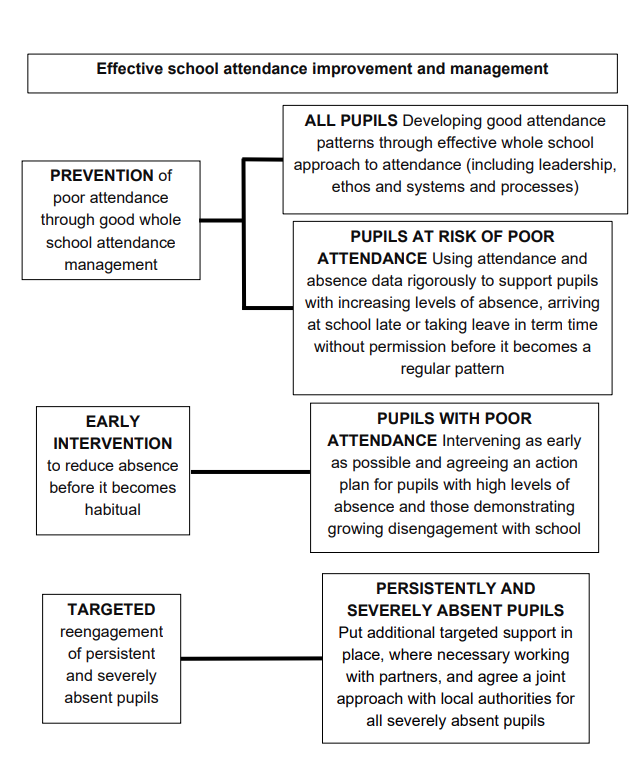 Effective school attendance improvement and management
PREVENTION of
poor attendance
through good whole
school attendance
management
ALL PUPILS Developing good attendance
patterns through effective whole school
approach to attendance (including leadership,
ethos and systems and processes)
PUPILS AT RISK OF POOR
ATTENDANCE Using attendance and
absence data rigorously to support pupils
with increasing levels of absence, arriving
at school late or taking leave in term time
without permission before it becomes a
regular pattern
EARLY
INTERVENTION
to reduce absence
before it becomes
habitual
PUPILS WITH POOR
ATTENDANCE Intervening as early
as possible and agreeing an action
plan for pupils with high levels of
absence and those demonstrating
growing disengagement with school
TARGETED
reengagement
of persistent
and severely
absent pupils
PERSISTENTLY AND
SEVERELY ABSENT PUPILS
Put additional targeted support in
place, where necessary working
with partners, and agree a joint
approach with local authorities for
all severely absent pupils